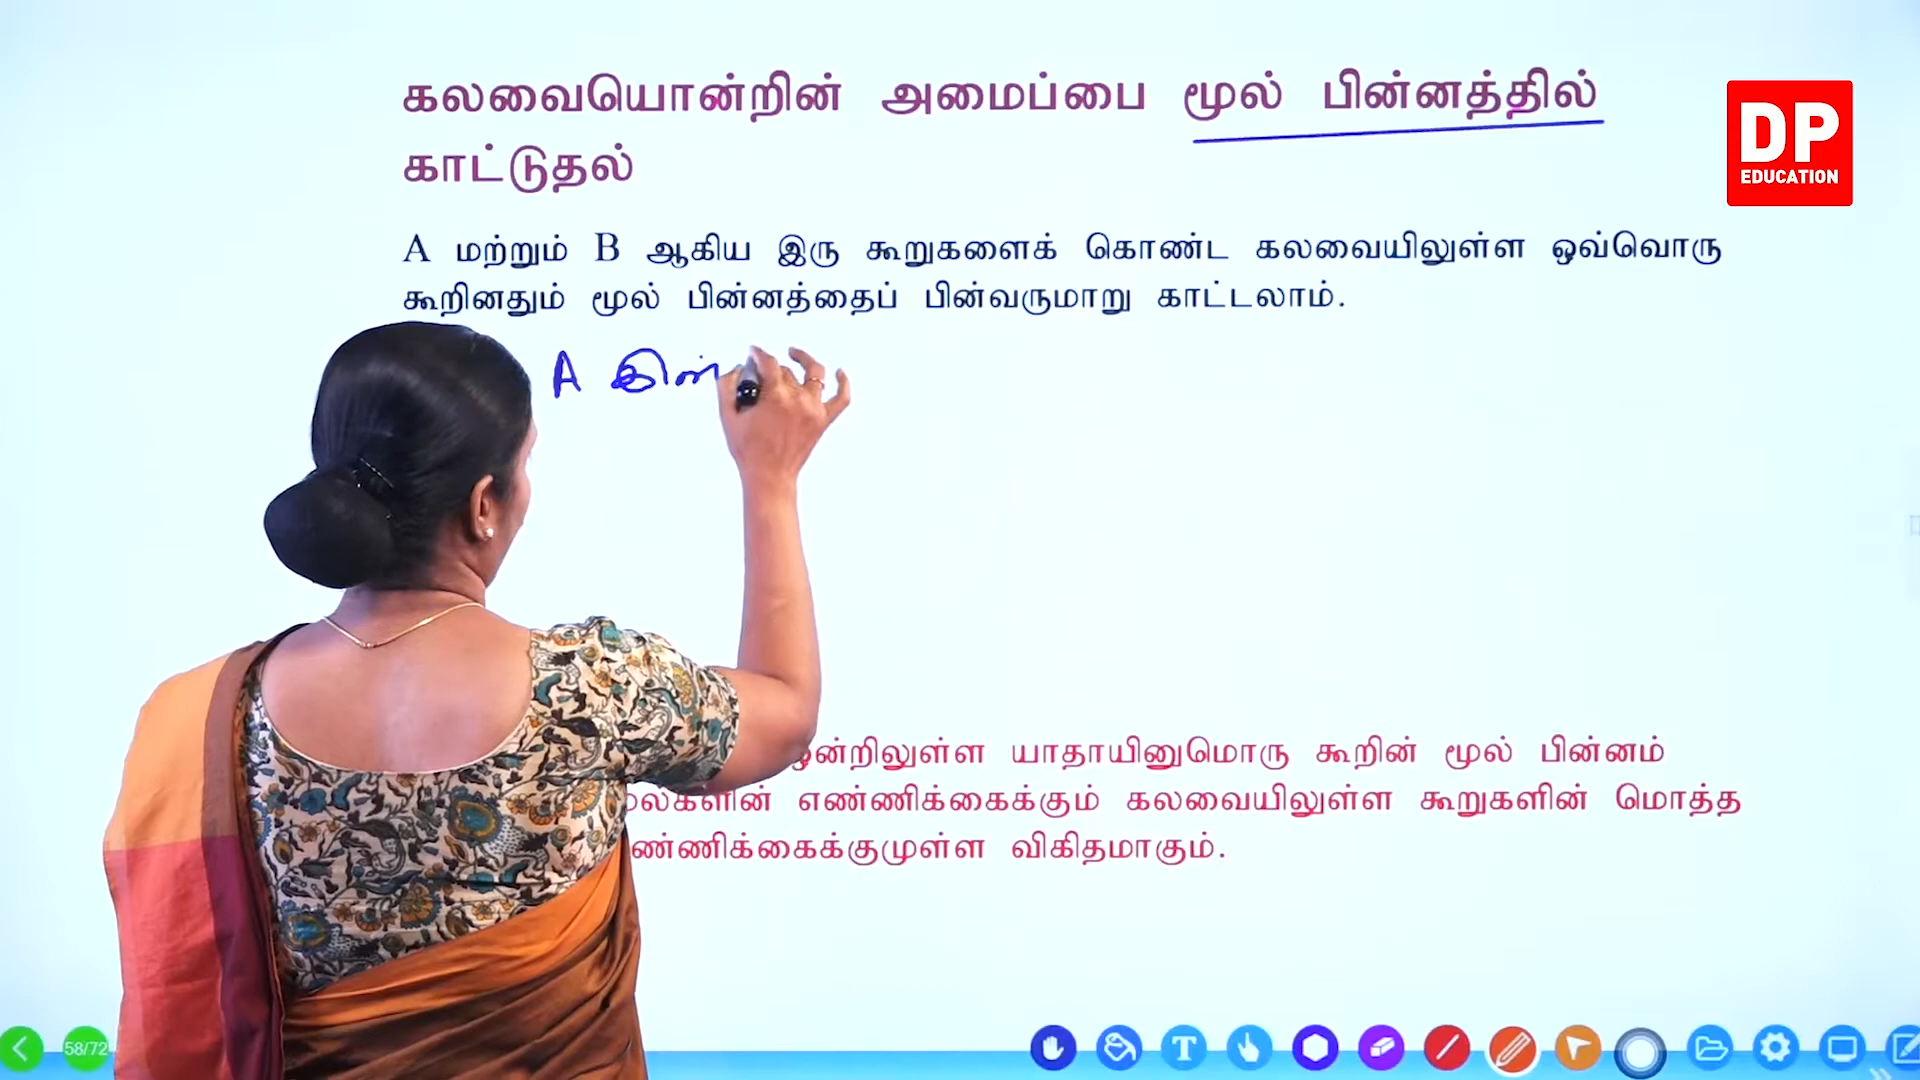 கலவையொன்றின் அமைப்பை மூல் பின்னத்தில்
காட்டுதல்
DP
EDUCATION
A மற்றும் B ஆகிய இரு கூறுகளைக் கொண்ட கலவையிலுள்ள ஒவ்வொரு
கூறினதும் மூல் பின்னத்தைப் பின்வருமாறு காட்டலாம்.
A இன்
யாதாயினுமொரு கூறின் மூல் பின்னம்
எண்ணிக்கைக்கும் கலவையிலுள்ள கூறுகளின் மொத்த
விகிதமாகும்.
58/72
T